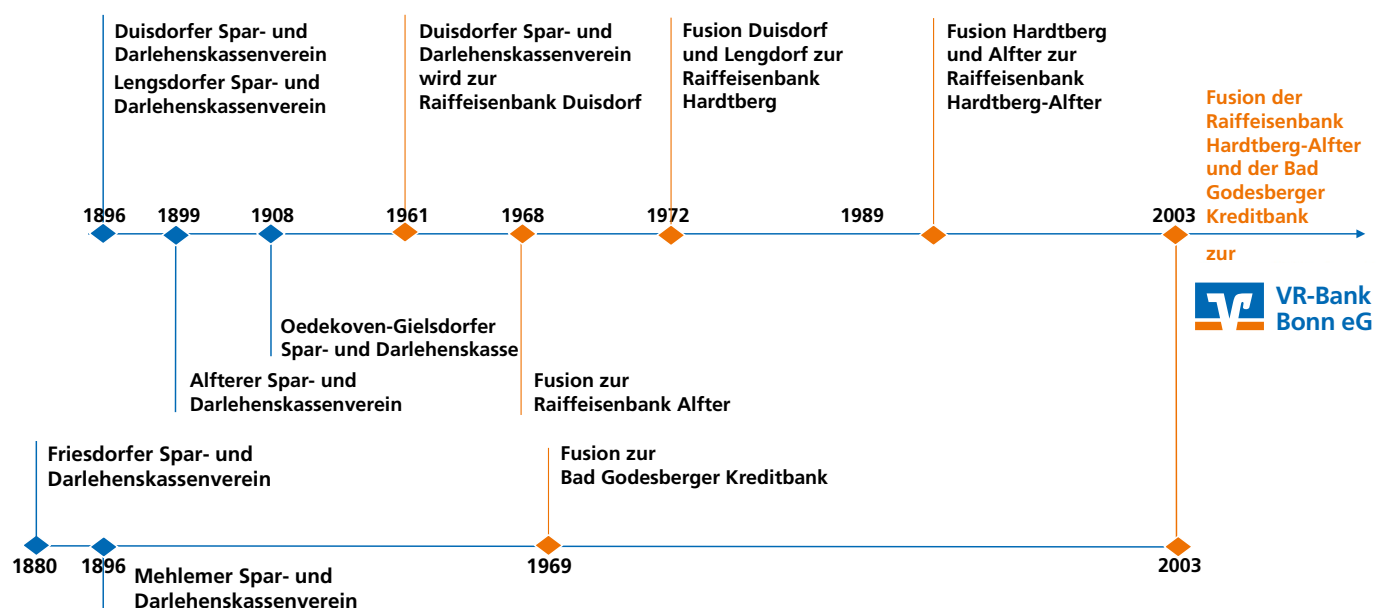 Duisdorfer Spar- und
Darlehenskassenverein
Lengsdorfer Spar- und
Darlehenskassenverein
Duisdorfer Spar- und
Darlehenskassenverein
wird zur
Raiffeisenbank Duisdorf
Fusion Duisdorf
und Lengdorf zur
Raiffeisenbank
Hardtberg
Fusion Hardtberg
und Alfter zur
Raiffeisenbank
Hardtberg-Alfter
Fusion der
Raiffeisenbank
Hardtberg-Alfter
und der Bad
Godesberger
Kreditbank
zur
VR-Bank
Bonn eG
1896 1899 1908 1961 1968 1972 1989 2003
Oedekoven-Gielsdorfer
Spar- und Darlehenskasse
Alfterer Spar- und
Darlehenskassenverein
Fusion zur
Raiffeisenbank Alfter
Friesdorfer Spar- und
Darlehenskassenverein
Fusion zur
Bad Godesberger Kreditbank
1880 1896 1969 2003
Mehlemer Spar- und
Darlehenskassenverein